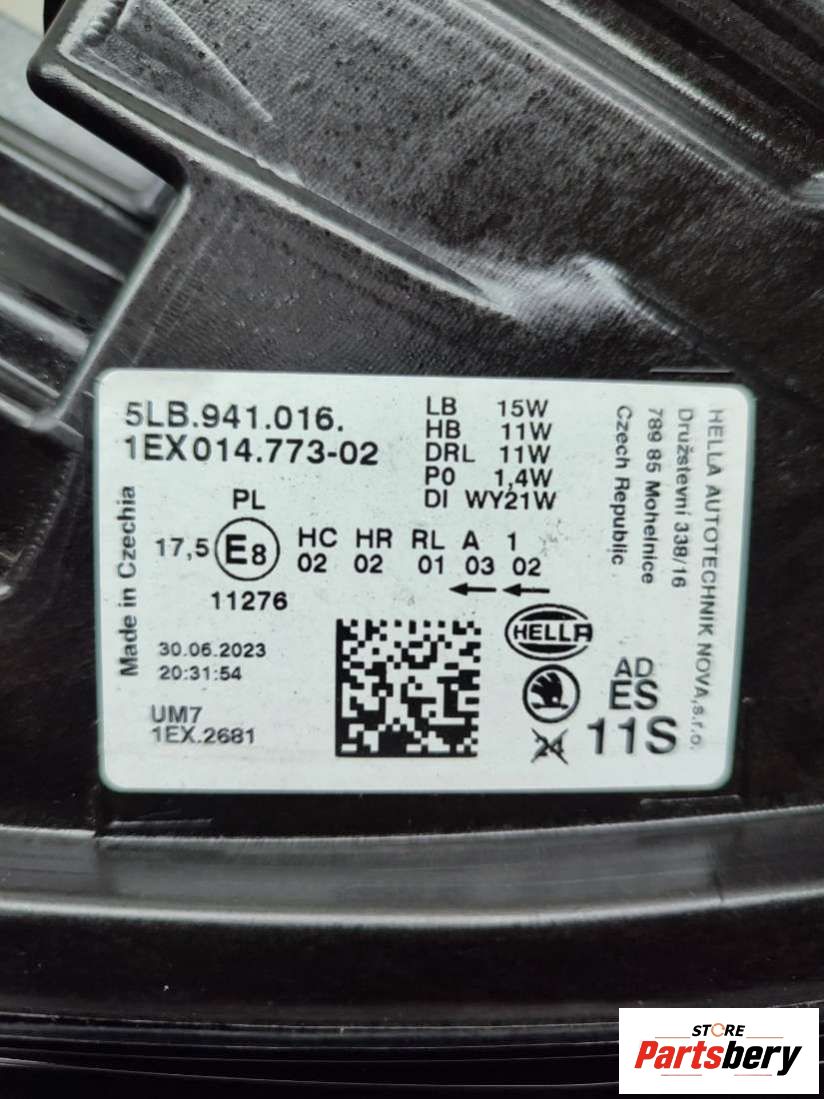 5LB.941.016.
1EX014.773-02
LB 15W
HB 11W
DRL 11W
P0 1,4W
DI WY21W
HELLA AUTOTECHNIK NOVA,s.r.o.
Družstevní 338/16
789 85 Mohelnice
Czech Republic
Made in Czechia
PL
17,5 E8 HC HR RL A 1
02 02 01 03 02
11276
30.06.2023
20:31:54
HELLA
UM7
1EX.2681
AD
ES
24 11S
STORE
Partsbery